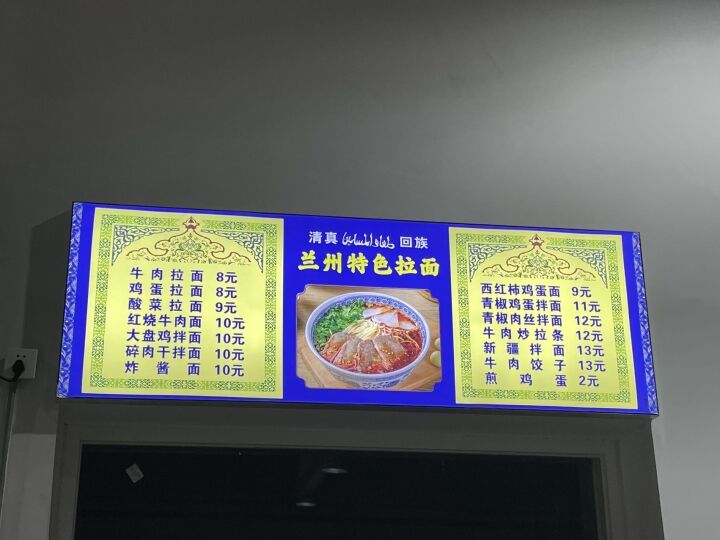 牛肉拉面 8元
鸡蛋拉面 8元
酸菜拉面 9元
红烧牛肉面 10元
大盘鸡拌面 10元
碎肉干拌面 10元
炸酱面 10元
清真 طعام المسلمين 回族
兰州特色拉面
西红柿鸡蛋面 9元
青椒鸡蛋拌面 11元
青椒肉丝拌面 12元
牛肉炒拉条 12元
新疆拌面 13元
牛肉饺子 13元
煎鸡蛋 2元